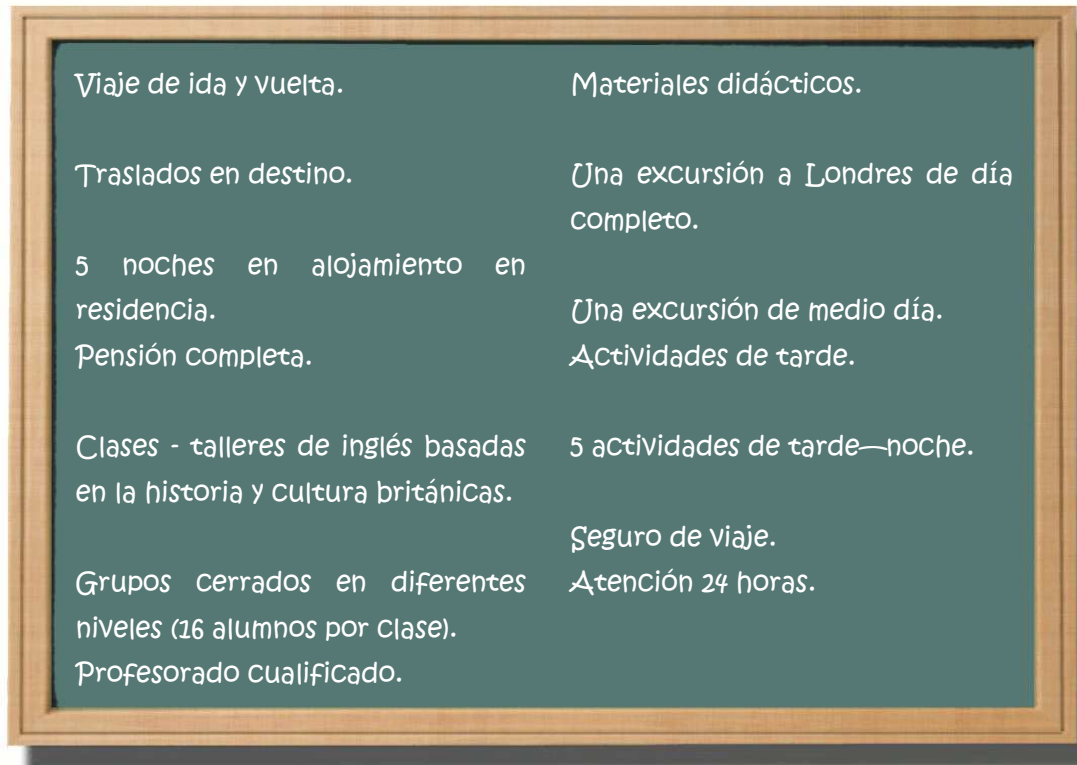 Viaje de ida y vuelta.
Traslados en destino.
5 noches en alojamiento en
residencia.
Pensión completa.
Clases - talleres de inglés basadas
en la historia y cultura británicas.
Grupos cerrados en diferentes
niveles (16 alumnos por clase).
Profesorado cualificado.
Materiales didácticos.
Una excursión a Londres de día
completo.
Una excursión de medio día.
Actividades de tarde.
5 actividades de tarde—noche.
Seguro de viaje.
Atención 24 horas.